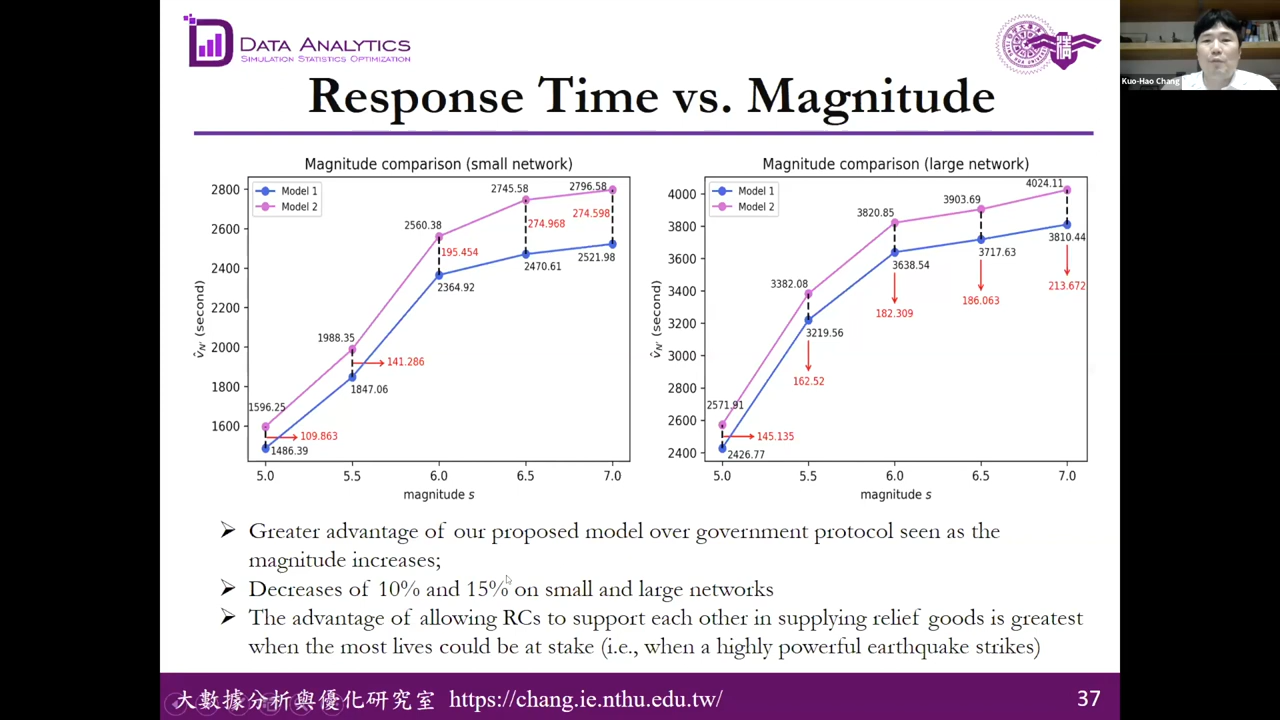 DATA ANALYTICS
SIMULATION STATISTICS OPTIMIZATION
Kuo-Hao Chang
Response Time vs. Magnitude
Magnitude comparison (small network)
Model 1
Model 2
2800
2600
2400
2200
2000
1800
1600
v̂N' (second)
1596.25
1988.35
2560.38
2745.58
2796.58
109.863
141.286
195.454
274.968
274.598
1486.39
1847.06
2364.92
2470.61
2521.98
5.0 5.5 6.0 6.5 7.0
magnitude s
Magnitude comparison (large network)
Model 1
Model 2
4000
3800
3600
3400
3200
3000
2800
2600
2400
v̂N' (second)
2571.91
3382.08
3820.85
3903.69
4024.11
2426.77
3219.56
3638.54
3717.63
3810.44
145.135
162.52
182.309
186.063
213.672
5.0 5.5 6.0 6.5 7.0
magnitude s
Greater advantage of our proposed model over government protocol seen as the
magnitude increases;
Decreases of 10% and 15% on small and large networks
The advantage of allowing RCs to support each other in supplying relief goods is greatest
when the most lives could be at stake (i.e., when a highly powerful earthquake strikes)
大數據分析與優化研究室 https://chang.ie.nthu.edu.tw/
37